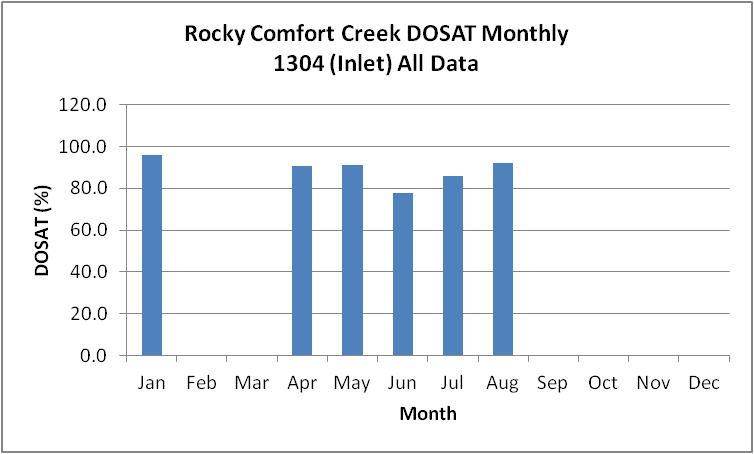 Rocky Comfort Creek DOSAT Monthly
1304 (Inlet) All Data
120.0
100.0
80.0
60.0
40.0
20.0
0.0
DOSAT (%)
Jan Feb Mar Apr May Jun Jul Aug Sep Oct Nov Dec
Month